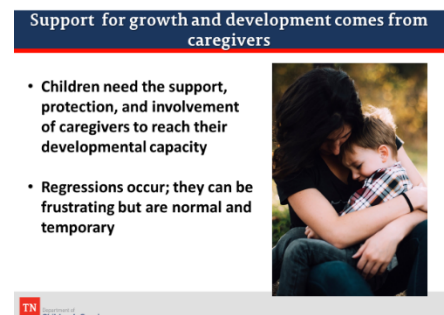 Support for growth and development comes from
caregivers
• Children need the support,
protection, and involvement
of caregivers to reach their
developmental capacity
• Regressions occur; they can be
frustrating but are normal and
temporary
TN
Department of